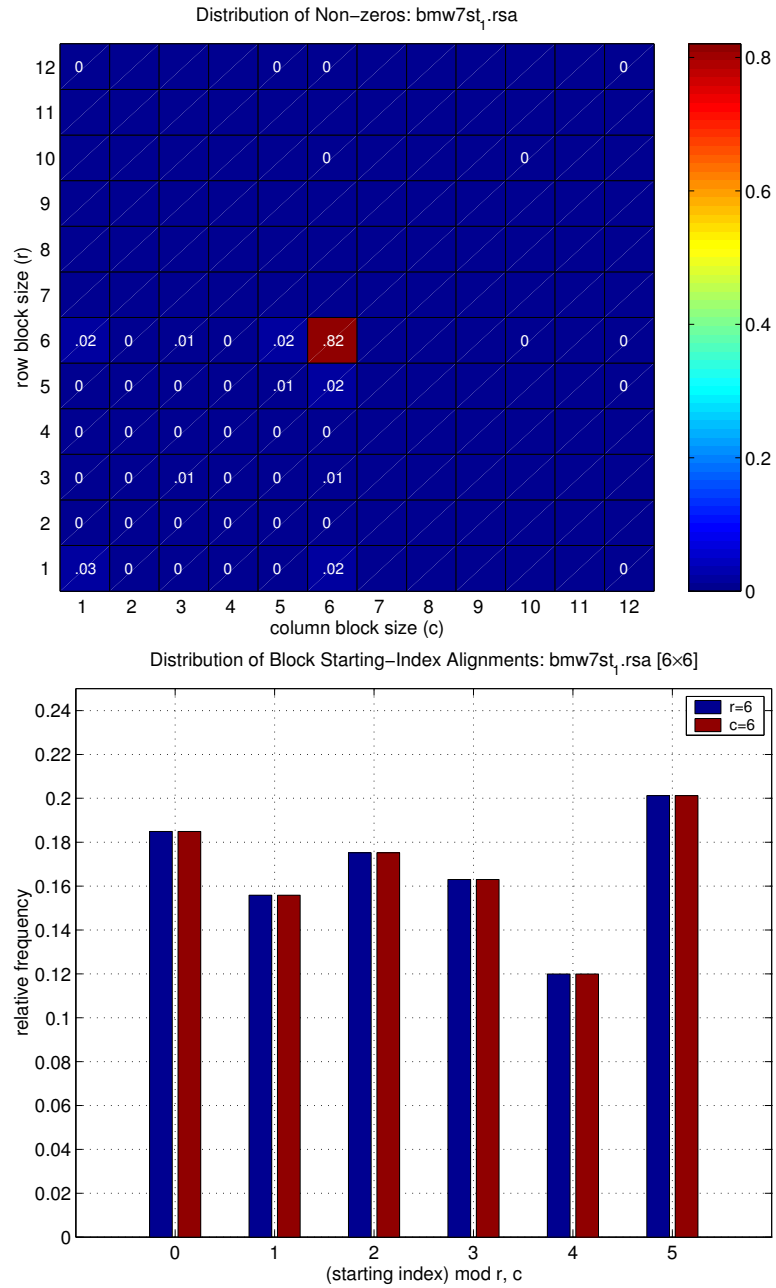 Distribution of Non−zeros: bmw7st₁.rsa
12 0 0 0 0
11
10 0 0
9
8
7
6 .02 0 .01 0 .02 .82 0 0
5 0 0 0 0 .01 .02 0
4 0 0 0 0 0 0
3 0 0 .01 0 0 .01
2 0 0 0 0 0 0
1 .03 0 0 0 0 .02 0
1 2 3 4 5 6 7 8 9 10 11 12
column block size (c)
row block size (r)
0.8
0.6
0.4
0.2
0
Distribution of Block Starting−Index Alignments: bmw7st₁.rsa [6×6]
r=6
c=6
0.24
0.22
0.2
0.18
0.16
0.14
0.12
0.1
0.08
0.06
0.04
0.02
0
relative frequency
0 1 2 3 4 5
(starting index) mod r, c